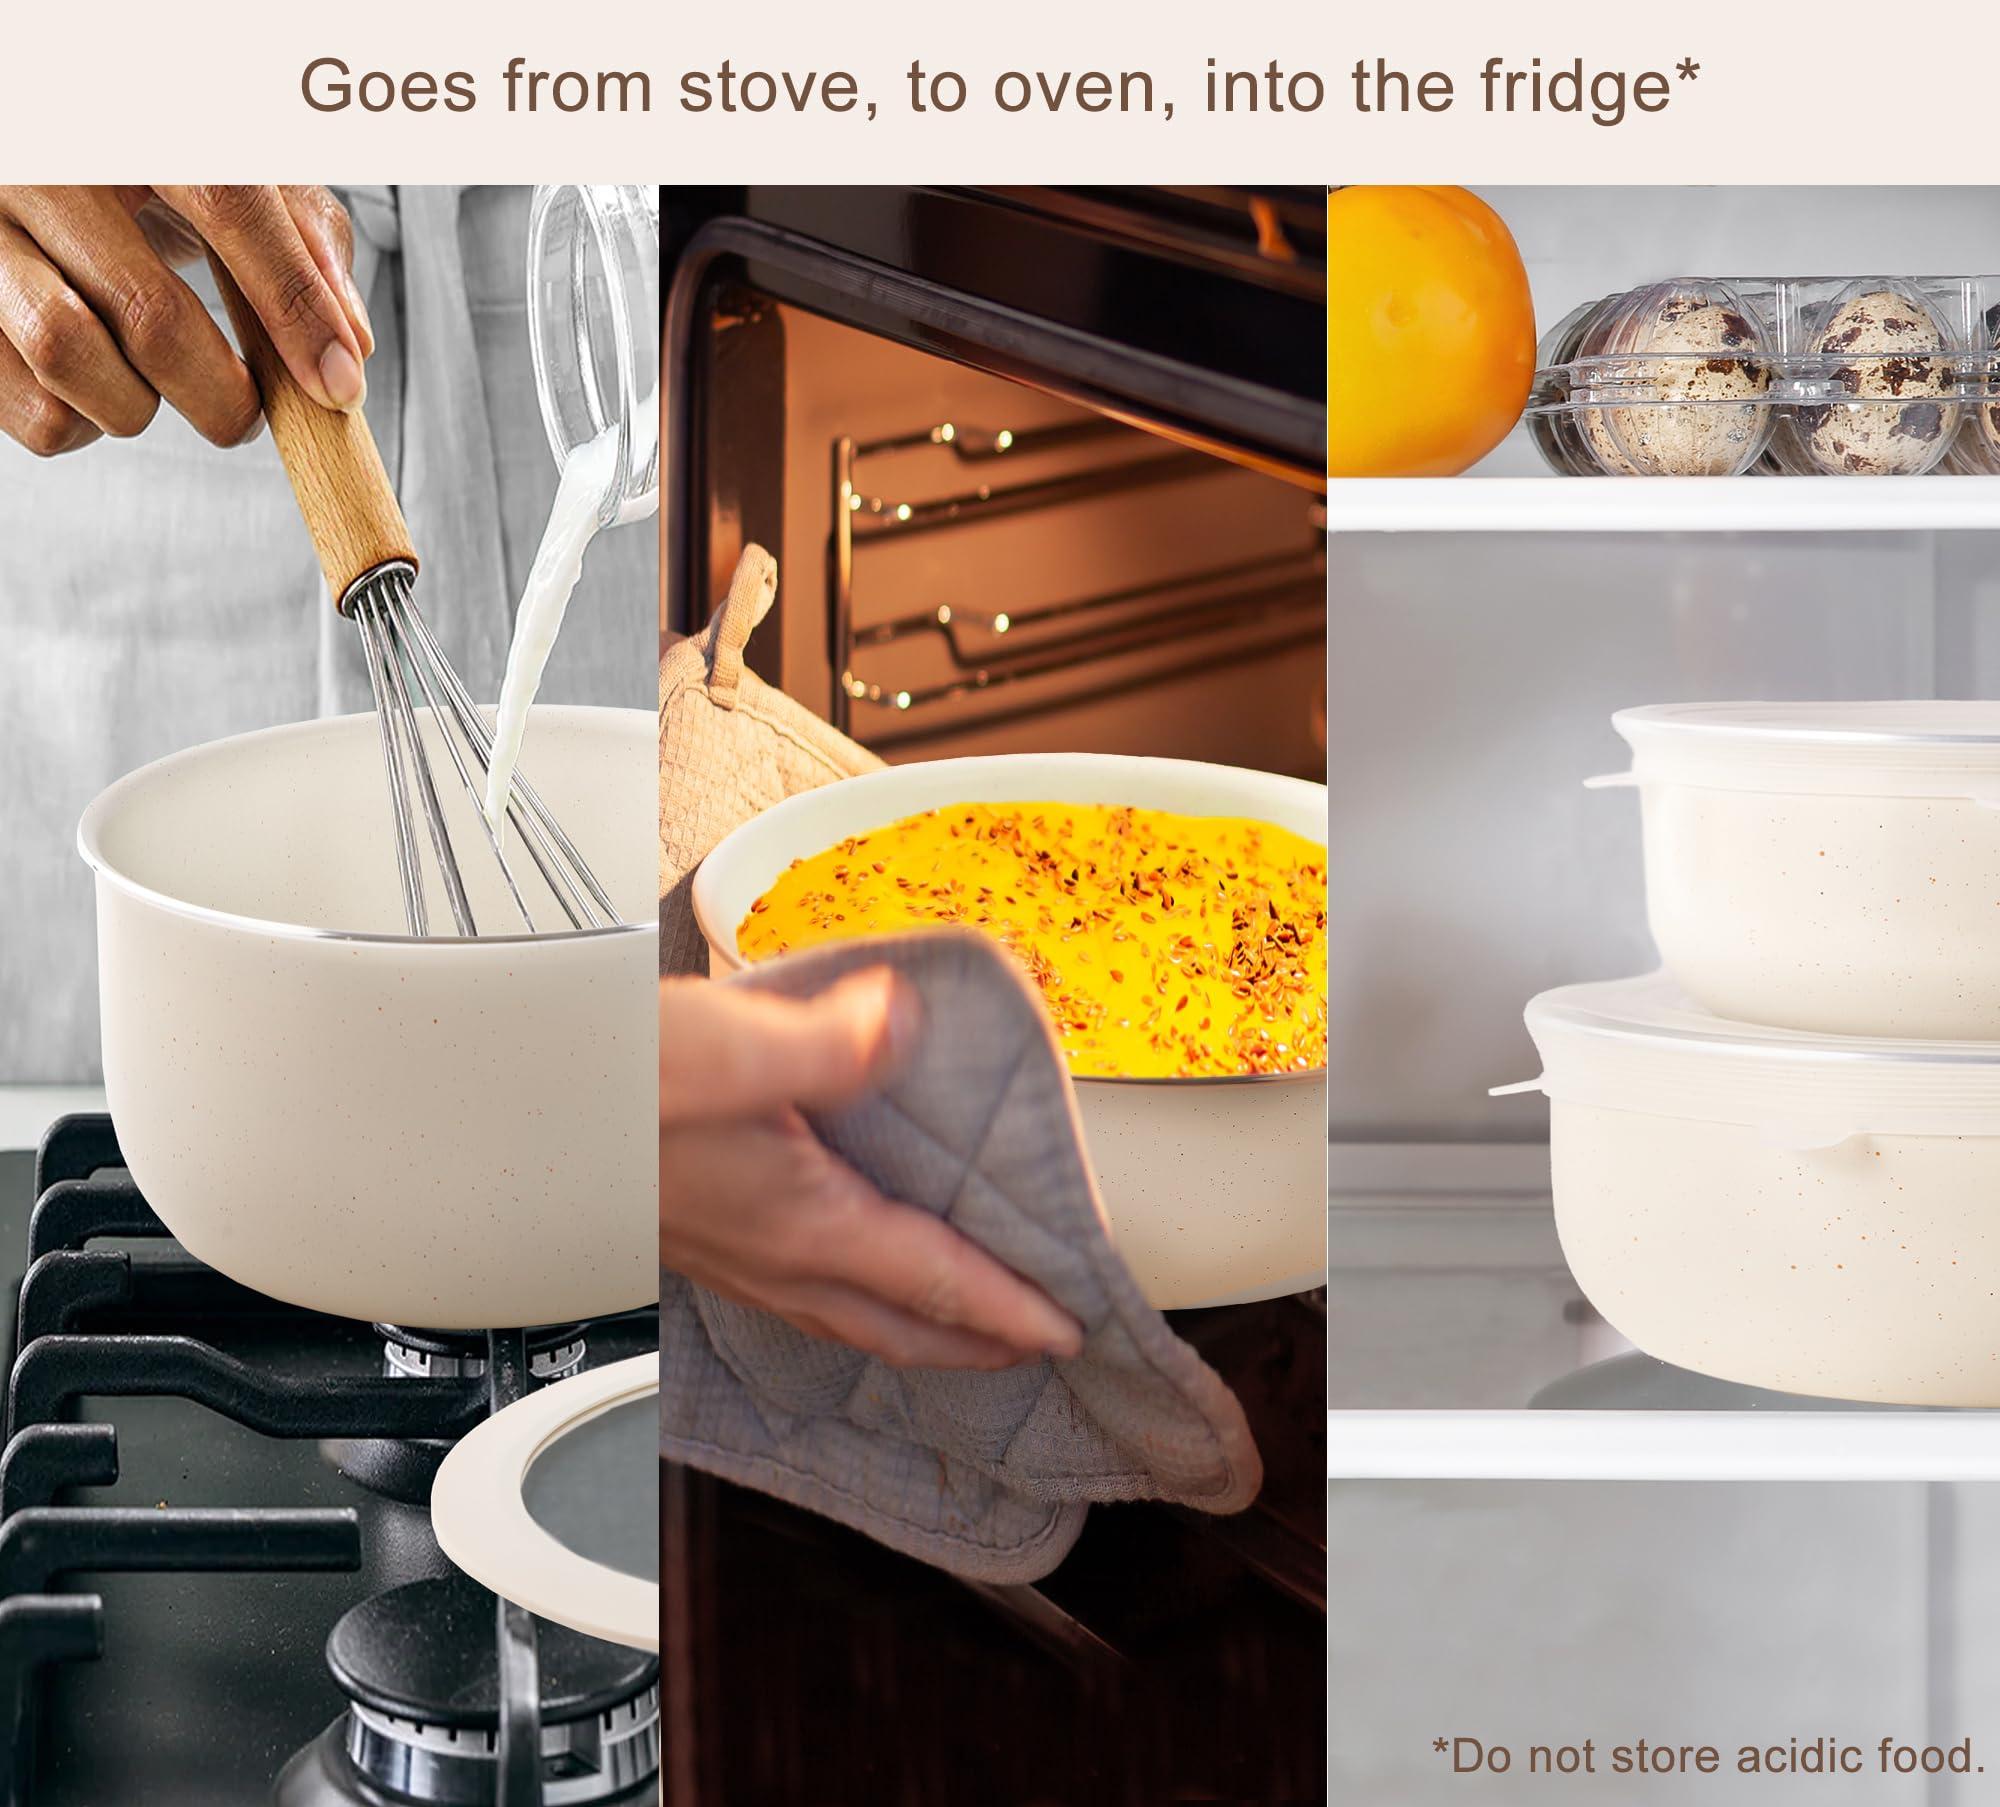 Goes from stove, to oven, into the fridge*
*Do not store acidic food.